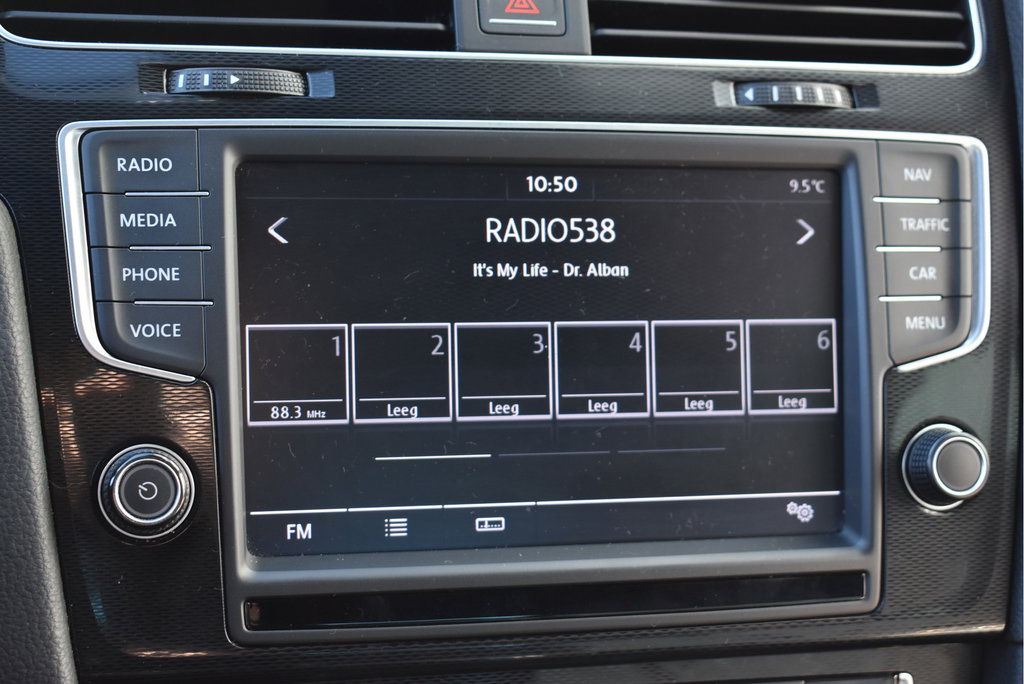 RADIO
MEDIA
PHONE
VOICE
10:50
9.5°C
RADIO538
It's My Life - Dr. Alban
1
2
3
4
5
6
88.3 MHz
Leeg
Leeg
Leeg
Leeg
Leeg
FM
NAV
TRAFFIC
CAR
MENU